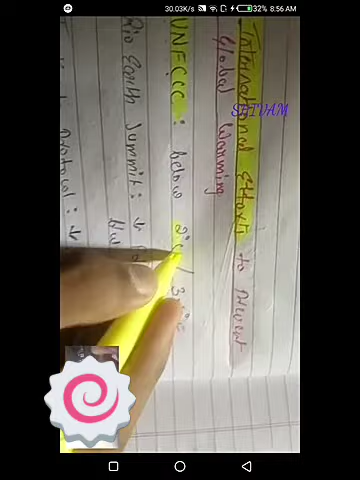 30.03K/s 32% 8:56 AM
SETVAM
International Efforts to Prevent
Global Warming
UNFCCC : below 2°c /
Rio Earth Summit :
Protocol :